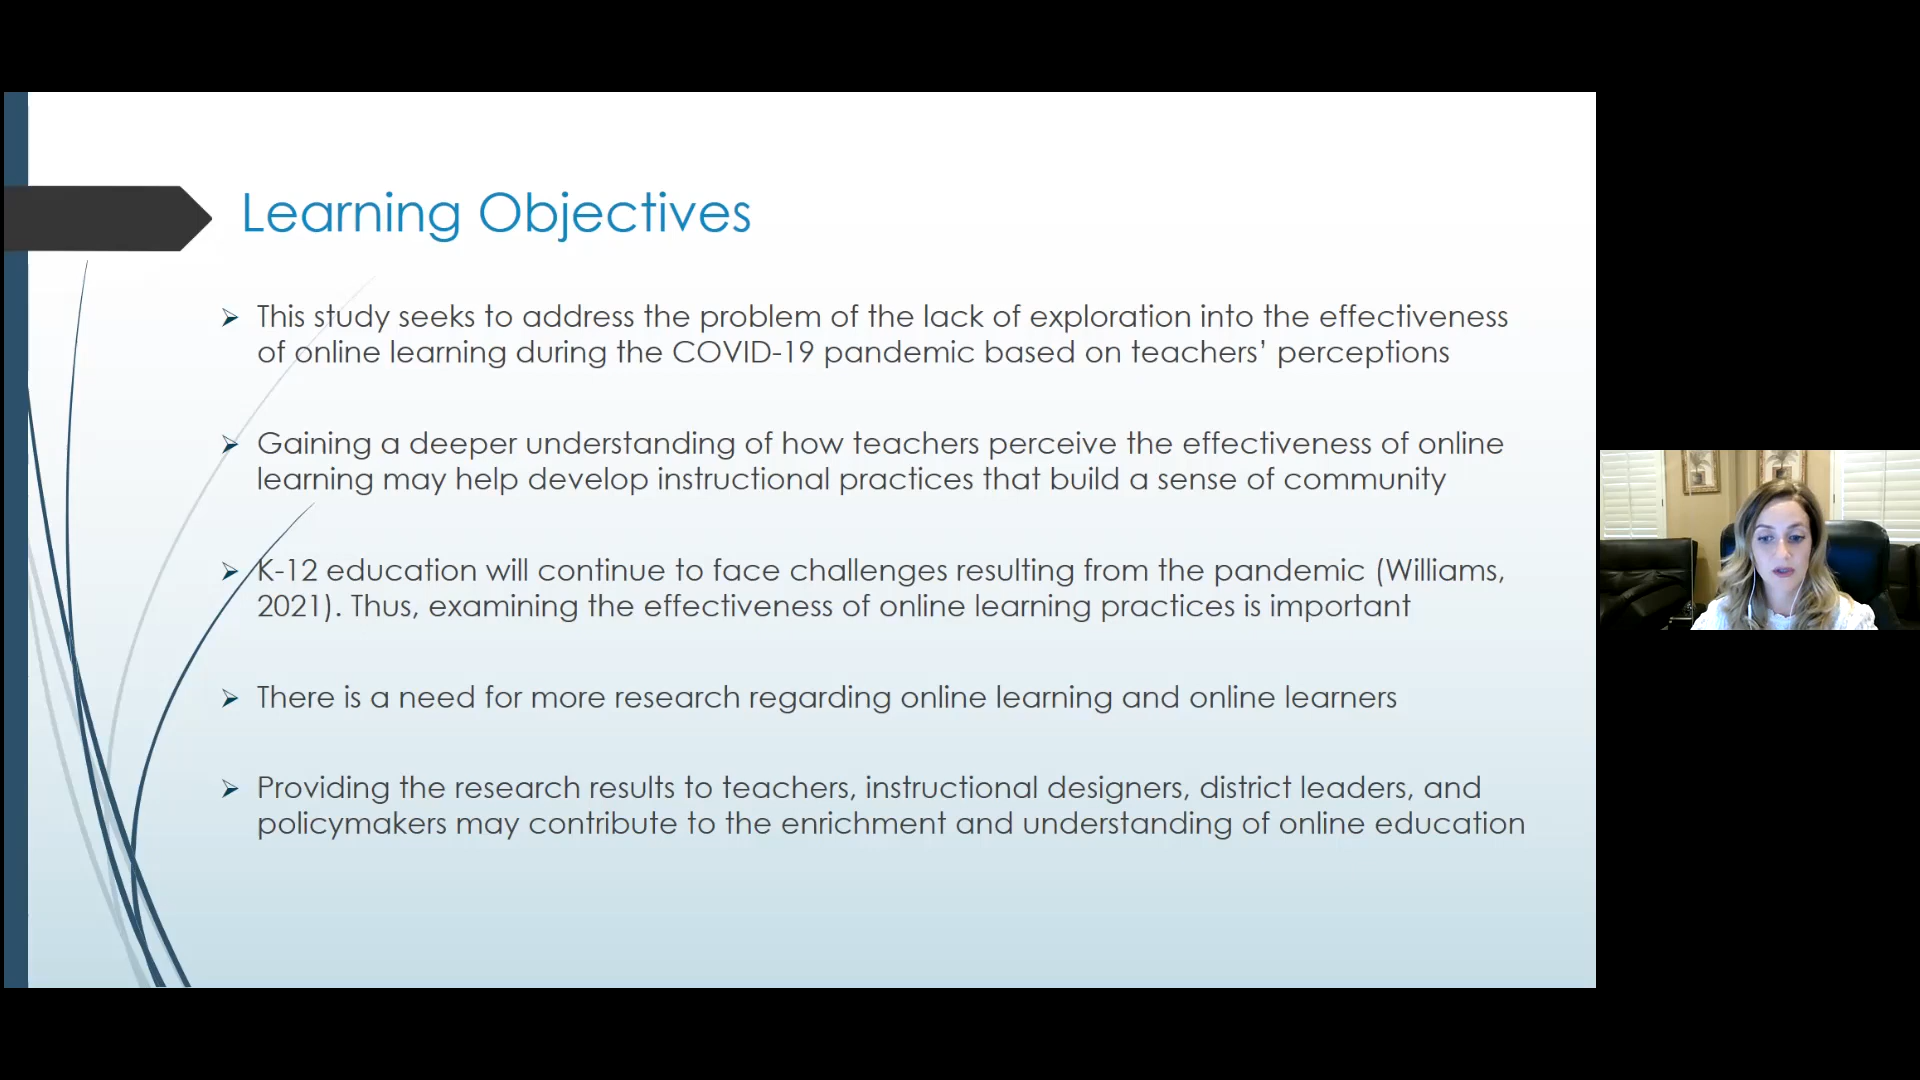 Learning Objectives
This study seeks to address the problem of the lack of exploration into the effectiveness
of online learning during the COVID-19 pandemic based on teachers’ perceptions
Gaining a deeper understanding of how teachers perceive the effectiveness of online
learning may help develop instructional practices that build a sense of community
K-12 education will continue to face challenges resulting from the pandemic (Williams,
2021). Thus, examining the effectiveness of online learning practices is important
There is a need for more research regarding online learning and online learners
Providing the research results to teachers, instructional designers, district leaders, and
policymakers may contribute to the enrichment and understanding of online education